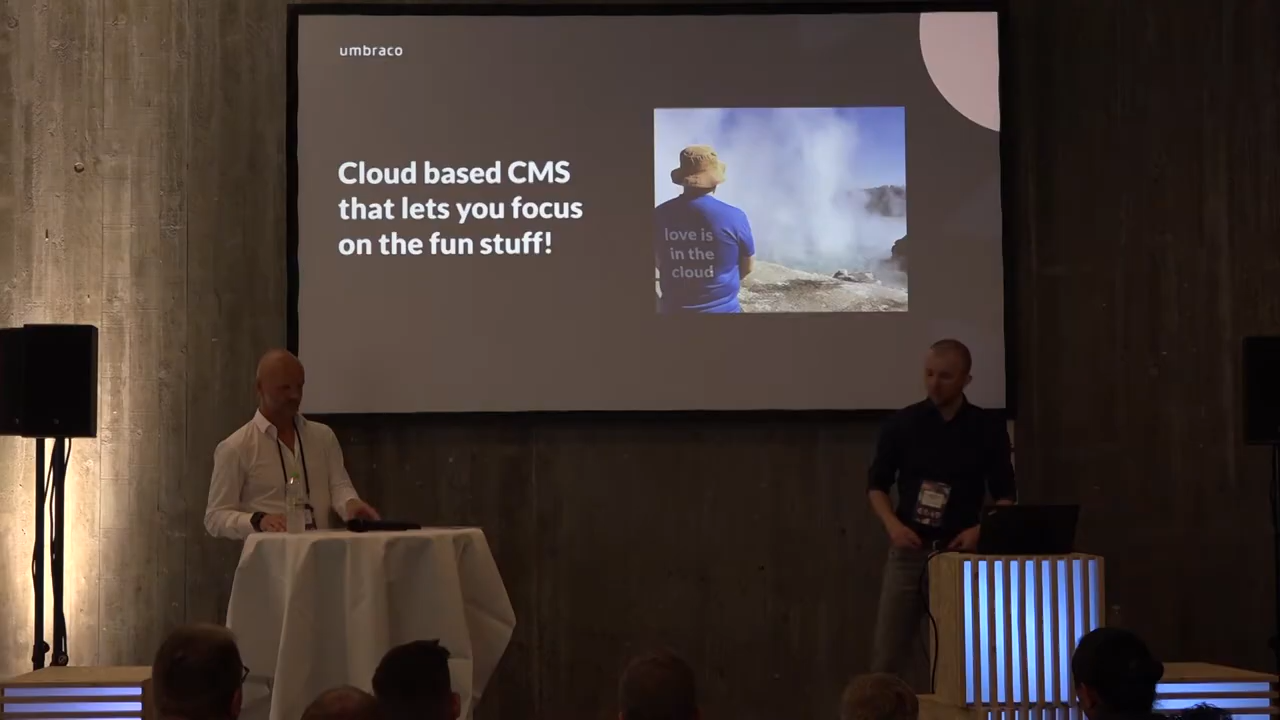 umbraco
Cloud based CMS
that lets you focus
on the fun stuff!
love is
in the
cloud